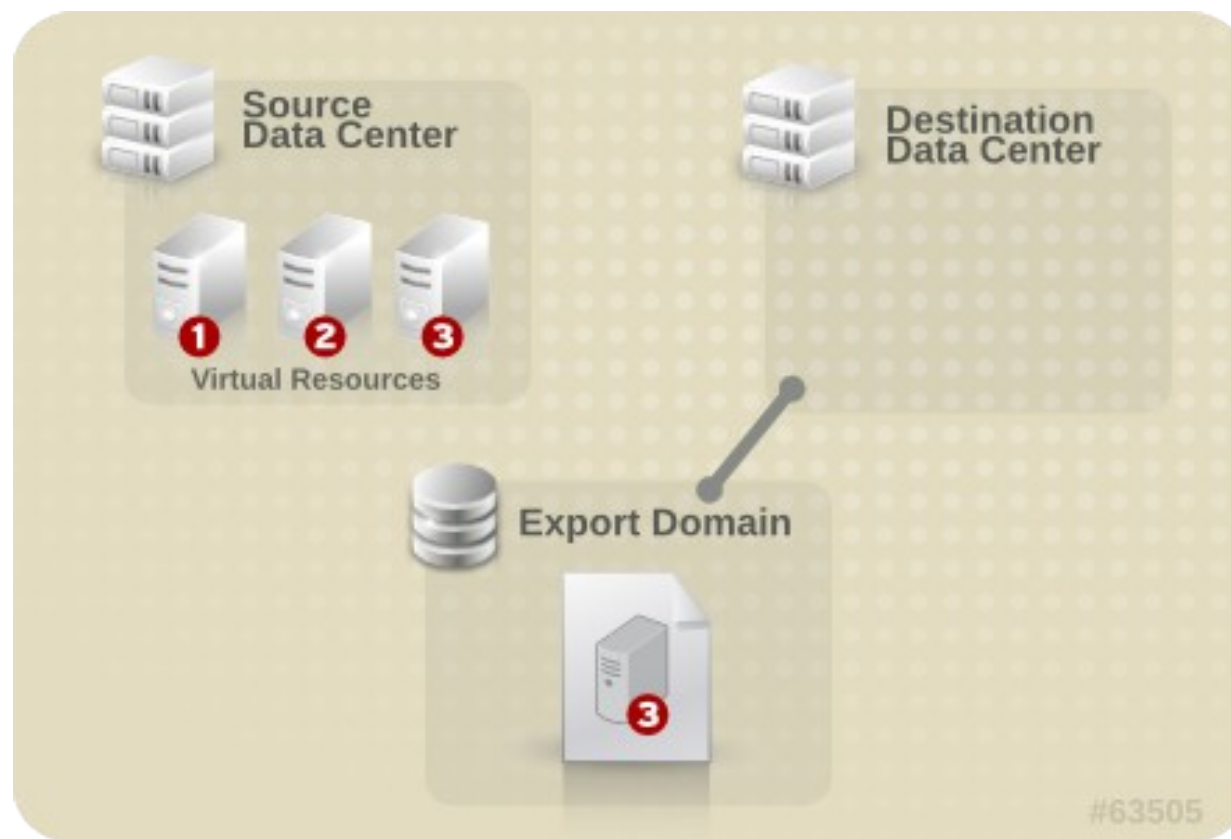 Source
Data Center
Destination
Data Center
1
2
3
Virtual Resources
Export Domain
3
#63505